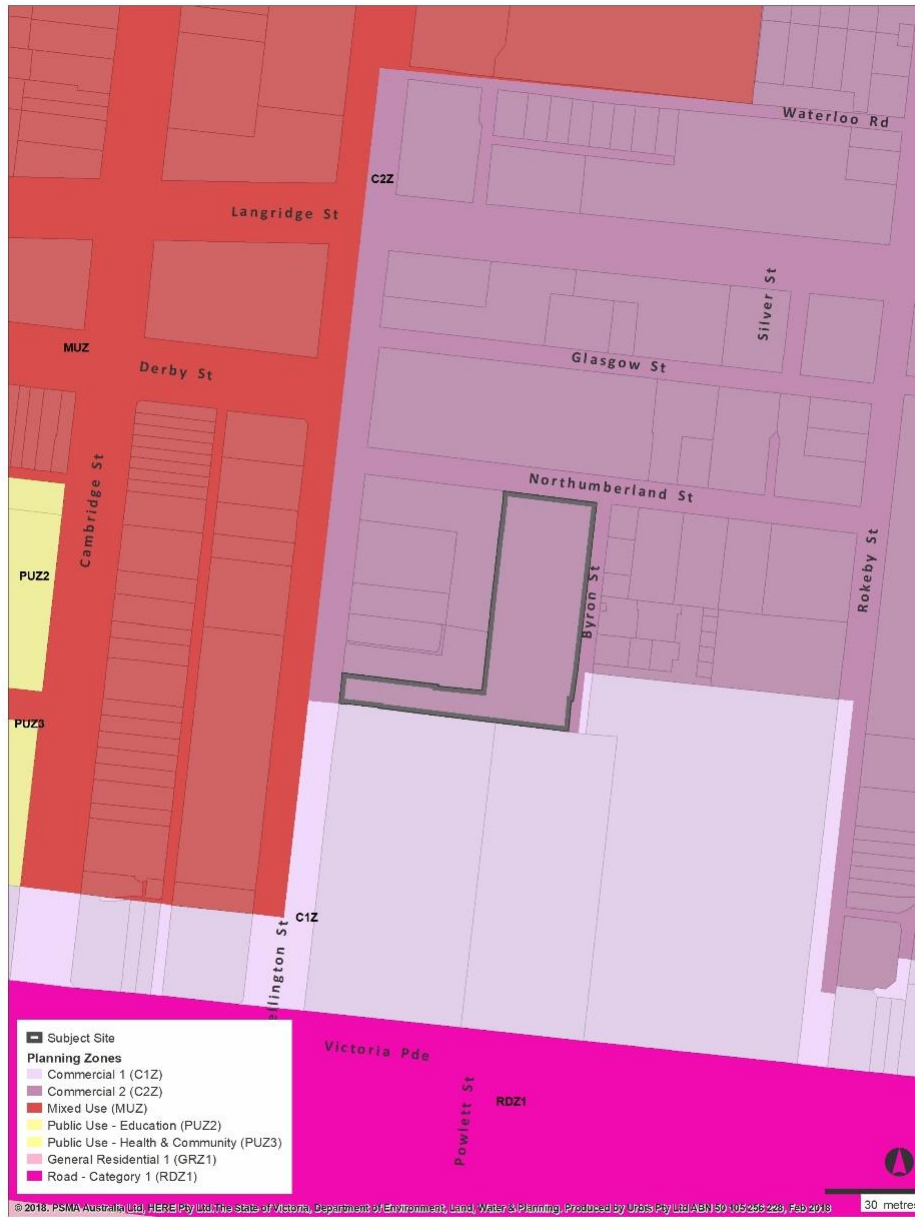 Waterloo Rd
C2Z
Langridge St
Silver St
MUZ
Derby St
Glasgow St
Northumberland St
Cambridge St
Rokeby St
PUZ2
Byron St
PUZ3
C1Z
ellington St
Victoria Pde
Powlett St
RDZ1
Subject Site
Planning Zones
Commercial 1 (C1Z)
Commercial 2 (C2Z)
Mixed Use (MUZ)
Public Use - Education (PUZ2)
Public Use - Health & Community (PUZ3)
General Residential 1 (GRZ1)
Road - Category 1 (RDZ1)
30 metres
© 2018. PSMA Australia Ltd, HERE Pty Ltd. The State of Victoria, Department of Environment, Land, Water & Planning. Produced by Urbis Pty Ltd ABN 50 105 256 228, Feb 2018